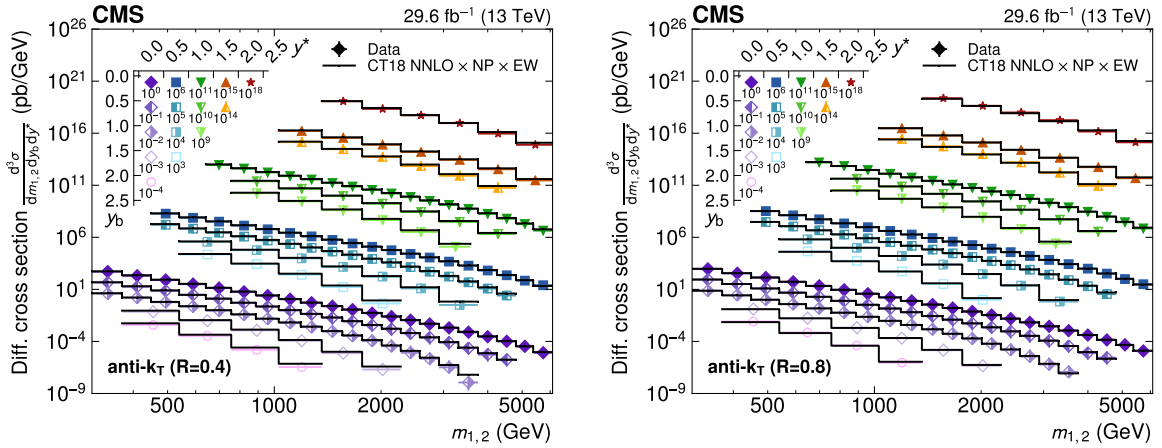 CMS
29.6 fb⁻¹ (13 TeV)
Diff. cross section d³σ / dm₁,₂ dy_b dy* (pb/GeV)
10²⁶
10²¹
10¹⁶
10¹¹
10⁶
10¹
10⁻⁴
10⁻⁹
0.0 0.5 1.0 1.5 2.0 2.5 y*
0.0
0.5
1.0
1.5
2.0
2.5
y_b
10⁰ 10⁶ 10¹¹ 10¹⁵ 10¹⁸
10⁻¹ 10⁵ 10¹⁰ 10¹⁴
10⁻² 10⁴ 10⁹
10⁻³ 10³
10⁻⁴
Data
CT18 NNLO × NP × EW
anti-k_T (R=0.4)
500 1000 2000 5000
m₁,₂ (GeV)
CMS
29.6 fb⁻¹ (13 TeV)
Diff. cross section d³σ / dm₁,₂ dy_b dy* (pb/GeV)
10²⁶
10²¹
10¹⁶
10¹¹
10⁶
10¹
10⁻⁴
10⁻⁹
0.0 0.5 1.0 1.5 2.0 2.5 y*
0.0
0.5
1.0
1.5
2.0
2.5
y_b
10⁰ 10⁶ 10¹¹ 10¹⁵ 10¹⁸
10⁻¹ 10⁵ 10¹⁰ 10¹⁴
10⁻² 10⁴ 10⁹
10⁻³ 10³
10⁻⁴
Data
CT18 NNLO × NP × EW
anti-k_T (R=0.8)
500 1000 2000 5000
m₁,₂ (GeV)